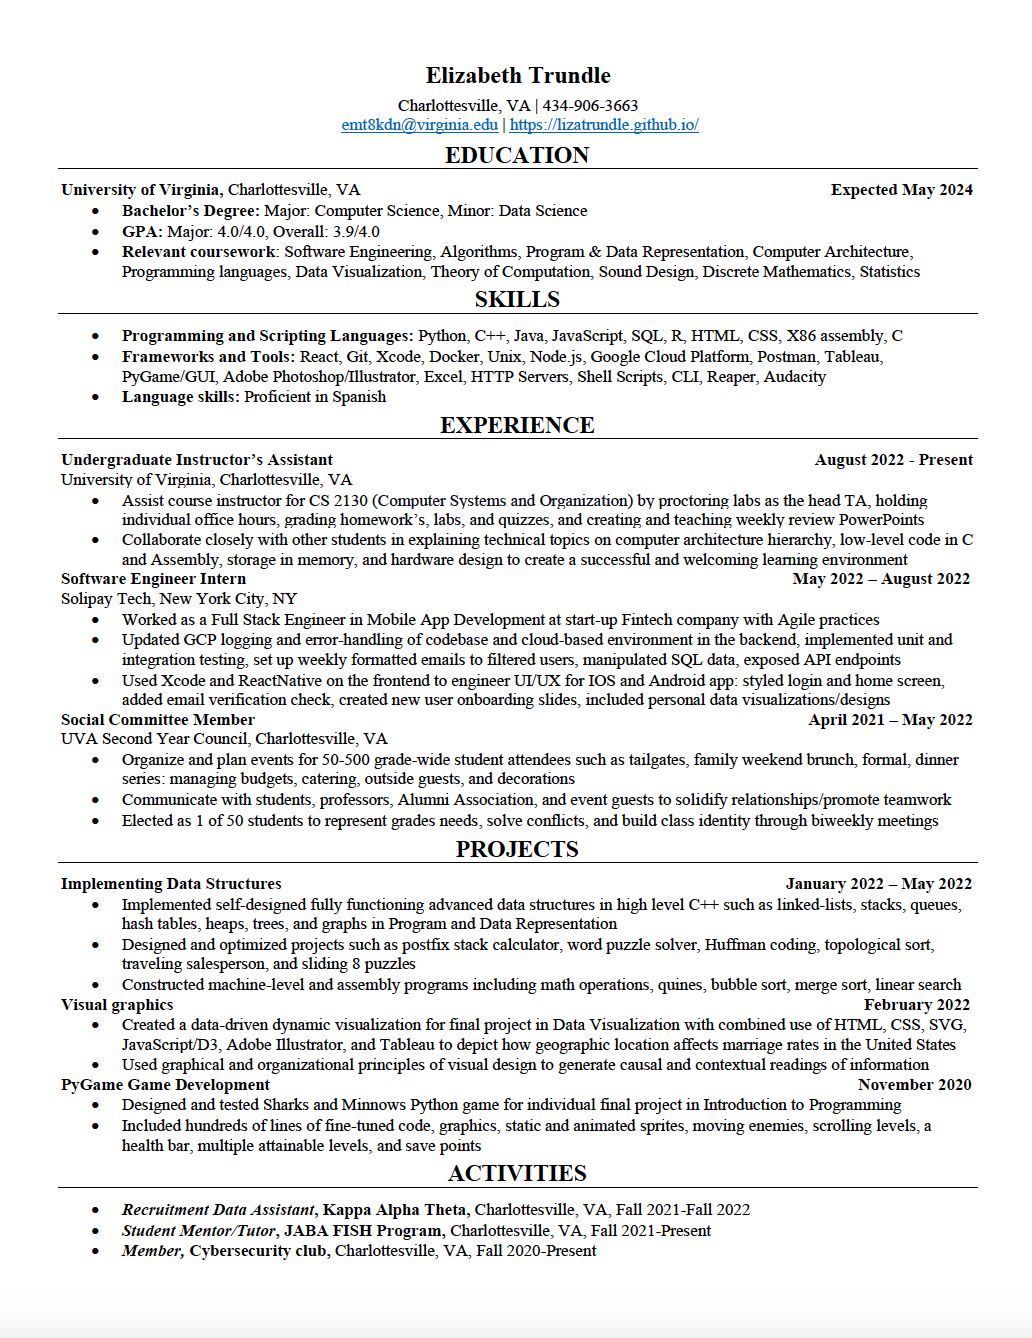 Elizabeth Trundle
Charlottesville, VA | 434-906-3663
emt8kdn@virginia.edu | https://lizatrundle.github.io/
EDUCATION
University of Virginia, Charlottesville, VA Expected May 2024
• Bachelor's Degree: Major: Computer Science, Minor: Data Science
• GPA: Major: 4.0/4.0, Overall: 3.9/4.0
• Relevant coursework: Software Engineering, Algorithms, Program & Data Representation, Computer Architecture,
Programming languages, Data Visualization, Theory of Computation, Sound Design, Discrete Mathematics, Statistics
SKILLS
• Programming and Scripting Languages: Python, C++, Java, JavaScript, SQL, R, HTML, CSS, X86 assembly, C
• Frameworks and Tools: React, Git, Xcode, Docker, Unix, Node.js, Google Cloud Platform, Postman, Tableau,
PyGame/GUI, Adobe Photoshop/Illustrator, Excel, HTTP Servers, Shell Scripts, CLI, Reaper, Audacity
• Language skills: Proficient in Spanish
EXPERIENCE
Undergraduate Instructor's Assistant August 2022 - Present
University of Virginia, Charlottesville, VA
• Assist course instructor for CS 2130 (Computer Systems and Organization) by proctoring labs as the head TA, holding
individual office hours, grading homework's, labs, and quizzes, and creating and teaching weekly review PowerPoints
• Collaborate closely with other students in explaining technical topics on computer architecture hierarchy, low-level code in C
and Assembly, storage in memory, and hardware design to create a successful and welcoming learning environment
Software Engineer Intern May 2022 – August 2022
Solipay Tech, New York City, NY
• Worked as a Full Stack Engineer in Mobile App Development at start-up Fintech company with Agile practices
• Updated GCP logging and error-handling of codebase and cloud-based environment in the backend, implemented unit and
integration testing, set up weekly formatted emails to filtered users, manipulated SQL data, exposed API endpoints
• Used Xcode and ReactNative on the frontend to engineer UI/UX for IOS and Android app: styled login and home screen,
added email verification check, created new user onboarding slides, included personal data visualizations/designs
Social Committee Member April 2021 – May 2022
UVA Second Year Council, Charlottesville, VA
• Organize and plan events for 50-500 grade-wide student attendees such as tailgates, family weekend brunch, formal, dinner
series: managing budgets, catering, outside guests, and decorations
• Communicate with students, professors, Alumni Association, and event guests to solidify relationships/promote teamwork
• Elected as 1 of 50 students to represent grades needs, solve conflicts, and build class identity through biweekly meetings
PROJECTS
Implementing Data Structures January 2022 – May 2022
• Implemented self-designed fully functioning advanced data structures in high level C++ such as linked-lists, stacks, queues,
hash tables, heaps, trees, and graphs in Program and Data Representation
• Designed and optimized projects such as postfix stack calculator, word puzzle solver, Huffman coding, topological sort,
traveling salesperson, and sliding 8 puzzles
• Constructed machine-level and assembly programs including math operations, quines, bubble sort, merge sort, linear search
Visual graphics February 2022
• Created a data-driven dynamic visualization for final project in Data Visualization with combined use of HTML, CSS, SVG,
JavaScript/D3, Adobe Illustrator, and Tableau to depict how geographic location affects marriage rates in the United States
• Used graphical and organizational principles of visual design to generate causal and contextual readings of information
PyGame Game Development November 2020
• Designed and tested Sharks and Minnows Python game for individual final project in Introduction to Programming
• Included hundreds of lines of fine-tuned code, graphics, static and animated sprites, moving enemies, scrolling levels, a
health bar, multiple attainable levels, and save points
ACTIVITIES
• Recruitment Data Assistant, Kappa Alpha Theta, Charlottesville, VA, Fall 2021-Fall 2022
• Student Mentor/Tutor, JABA FISH Program, Charlottesville, VA, Fall 2021-Present
• Member, Cybersecurity club, Charlottesville, VA, Fall 2020-Present